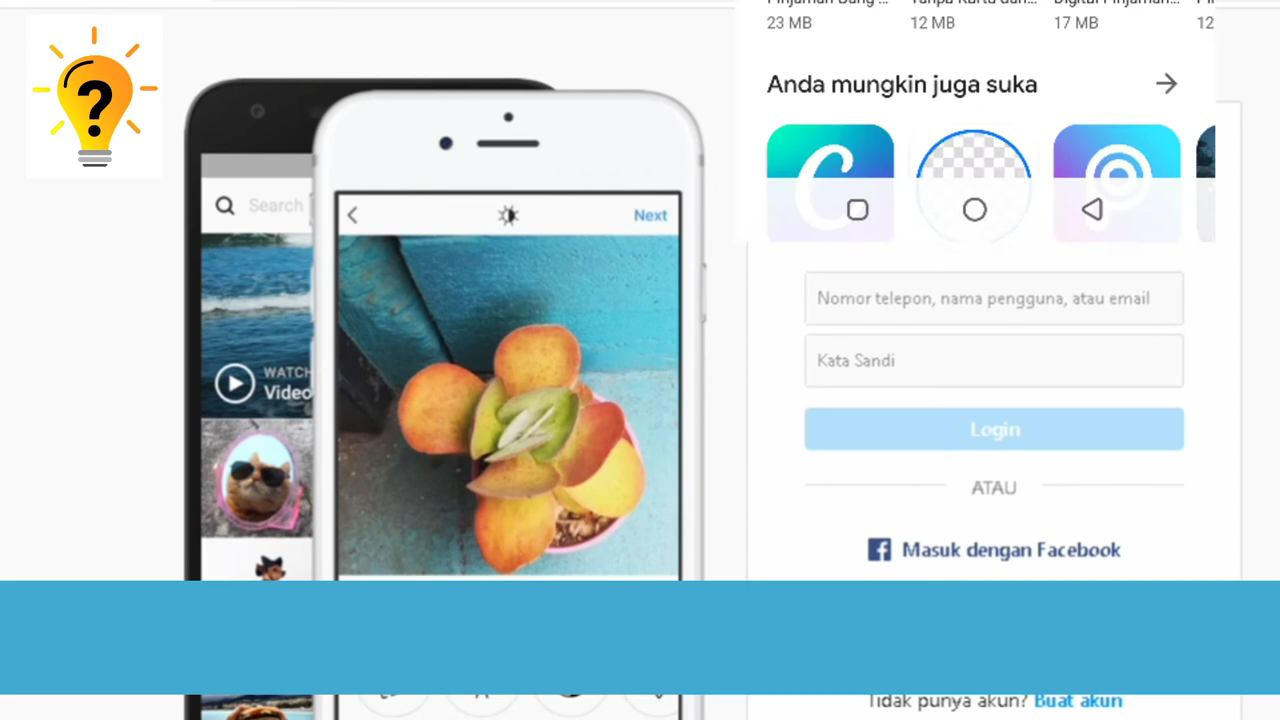 23 MB
12 MB
17 MB
12
Anda mungkin juga suka
Search
Next
WATCH
Video
Nomor telepon, nama pengguna, atau email
Kata Sandi
Login
ATAU
Masuk dengan Facebook
Tidak punya akun? Buat akun